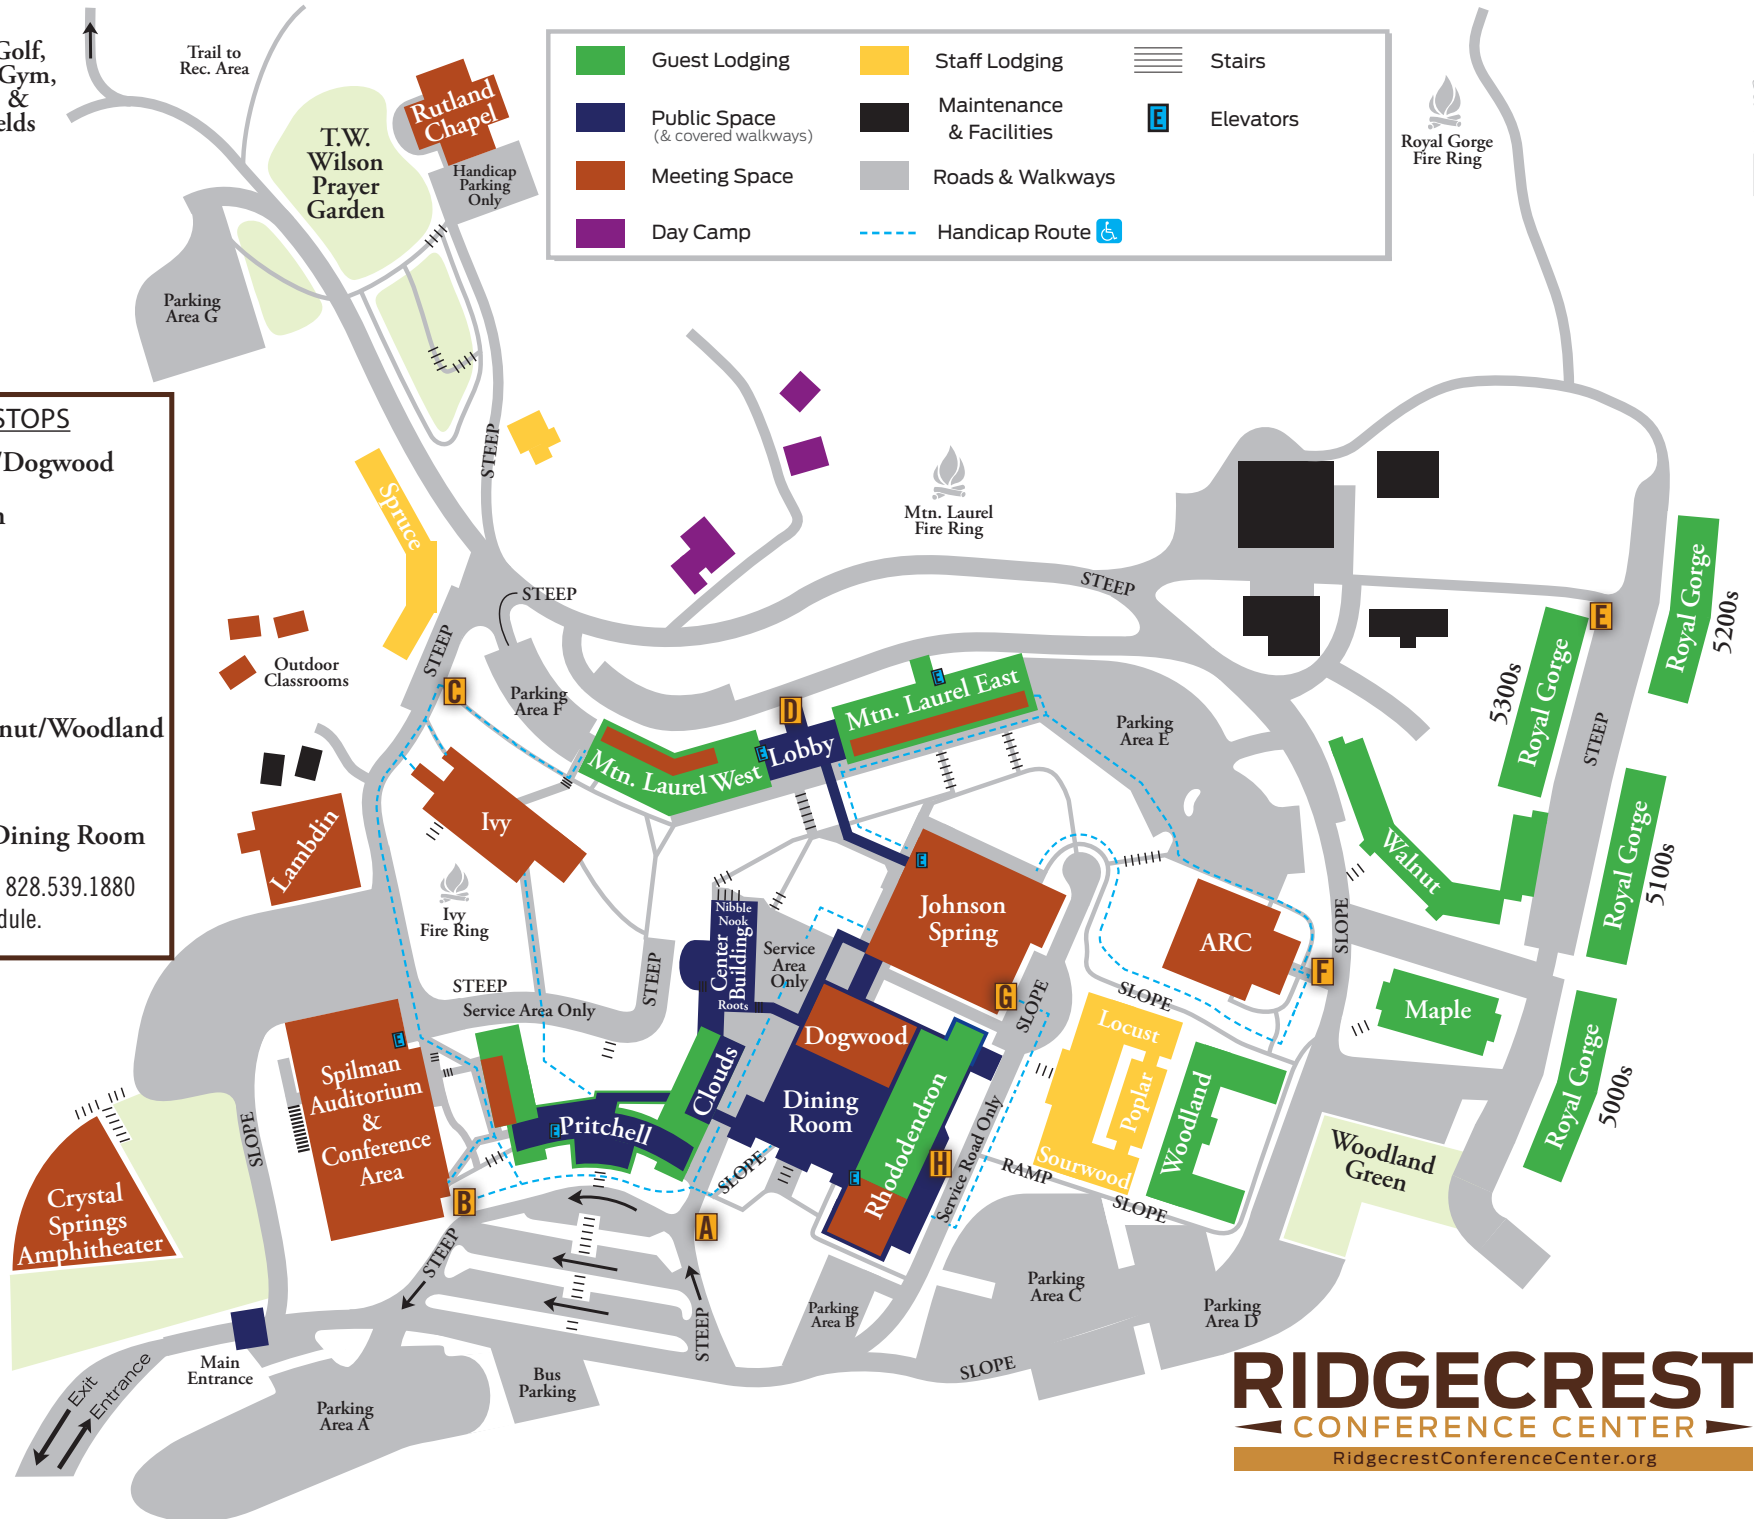 Golf,
Gym,
&
elds
Trail to
Rec. Area
T.W.
Wilson
Prayer
Garden
Rutland
Chapel
Handicap
Parking
Only
Guest Lodging
Public Space
(& covered walkways)
Meeting Space
Day Camp
Staff Lodging
Maintenance
& Facilities
Roads & Walkways
Handicap Route
Stairs
E
Elevators
Royal Gorge
Fire Ring
Parking
Area G
STOPS
/Dogwood
n
nut/Woodland
Dining Room
828.539.1880
dule.
STEEP
Spruce
Mtn. Laurel
Fire Ring
STEEP
STEEP
STEEP
Outdoor
Classrooms
C
Parking
Area F
D
E
Mtn. Laurel East
Lobby
E
Mtn. Laurel West
Parking
Area E
E
Royal Gorge
5200s
5300s
Royal Gorge
STEEP
Royal Gorge
5100s
Walnut
Lambdin
Ivy
Ivy
Fire Ring
E
Johnson
Spring
ARC
SLOPE
F
Nibble
Nook
Center
Building
Roots
Service
Area
Only
STEEP
STEEP
Service Area Only
G
SLOPE
SLOPE
Maple
Royal Gorge
5000s
E
Spilman
Auditorium
&
Conference
Area
Dogwood
Clouds
Dining
Room
Rhododendron
E
Locust
Poplar
Sourwood
Woodland
Woodland
Green
E
Pritchell
SLOPE
SLOPE
H
Service Road Only
RAMP
SLOPE
B
A
Crystal
Springs
Amphitheater
STEEP
STEEP
Parking
Area B
Parking
Area C
Parking
Area D
Main
Entrance
Exit
Entrance
Parking
Area A
Bus
Parking
SLOPE
RIDGECREST
CONFERENCE CENTER
RidgecrestConferenceCenter.org